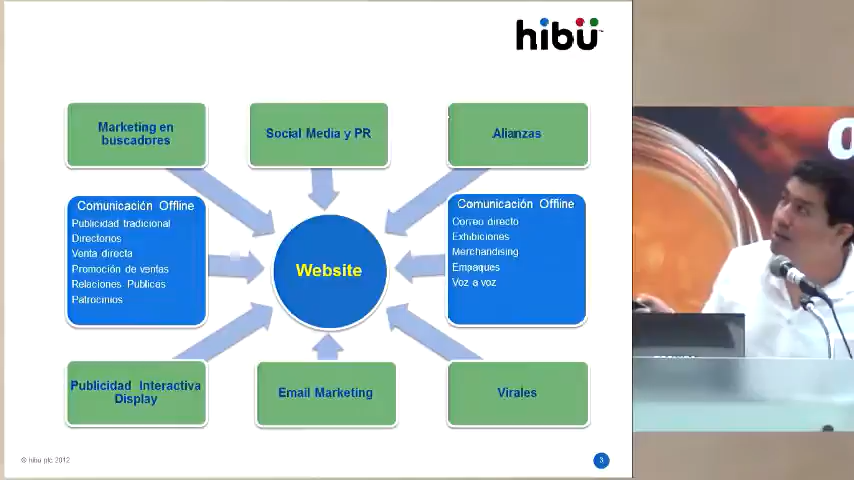 hibü
Marketing en
buscadores
Social Media y PR
Alianzas
Comunicación Offline
Publicidad tradicional
Directorios
Venta directa
Promoción de ventas
Relaciones Publicas
Patrocinios
Website
Comunicación Offline
Correo directo
Exhibiciones
Merchandising
Empaques
Voz a voz
Publicidad Interactiva
Display
Email Marketing
Virales
© hibu plc 2012
3
TOSHIBA